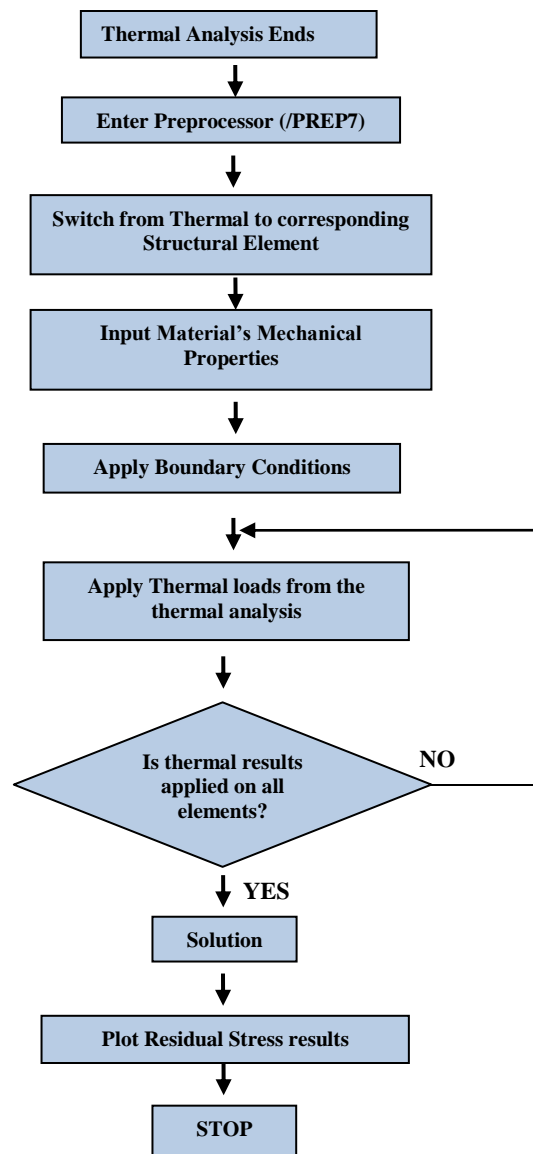 Thermal Analysis Ends
Enter Preprocessor (/PREP7)
Switch from Thermal to corresponding
Structural Element
Input Material's Mechanical
Properties
Apply Boundary Conditions
Apply Thermal loads from the
thermal analysis
Is thermal results
applied on all
elements?
NO
YES
Solution
Plot Residual Stress results
STOP